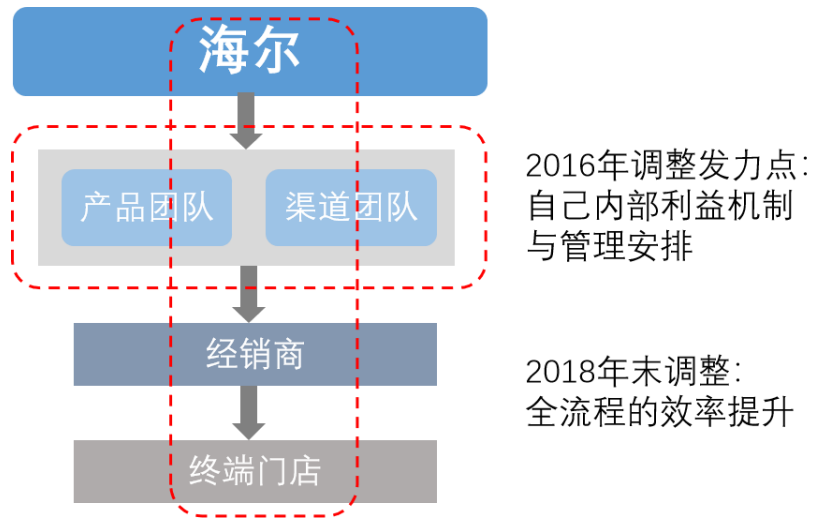 海尔
产品团队
渠道团队
2016年调整发力点：
自己内部利益机制
与管理安排
经销商
2018年末调整：
全流程的效率提升
终端门店